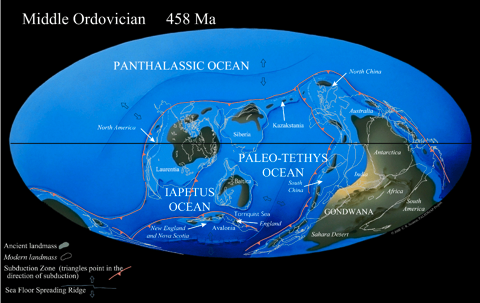 Middle Ordovician 458 Ma
PANTHALASSIC OCEAN
North China
Australia
Kazakstania
North America
Siberia
Antarctica
Laurentia
PALEO-TETHYS
OCEAN
India
South
China
Baltica
Africa
IAPETUS
OCEAN
South
America
GONDWANA
Tornquist Sea
England
New England
and Nova Scotia
Avalonia
Sahara Desert
Ancient landmass
Modern landmass
Subduction Zone (triangles point in the
direction of subduction)
Sea Floor Spreading Ridge